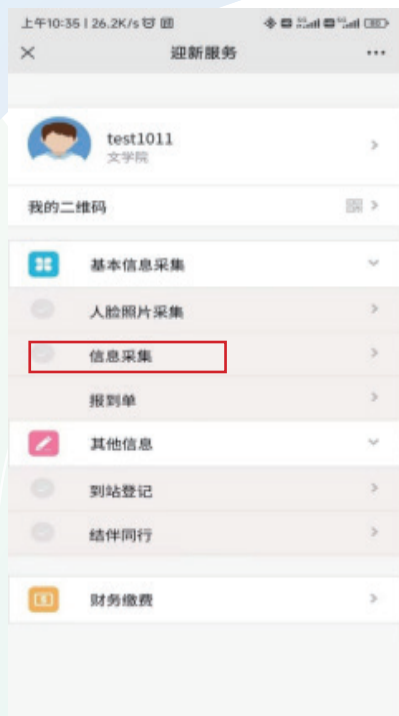 上午10:35 | 26.2K/s
迎新服务
test1011
文学院
我的二维码
基本信息采集
人脸照片采集
信息采集
报到单
其他信息
到站登记
结伴同行
财务缴费